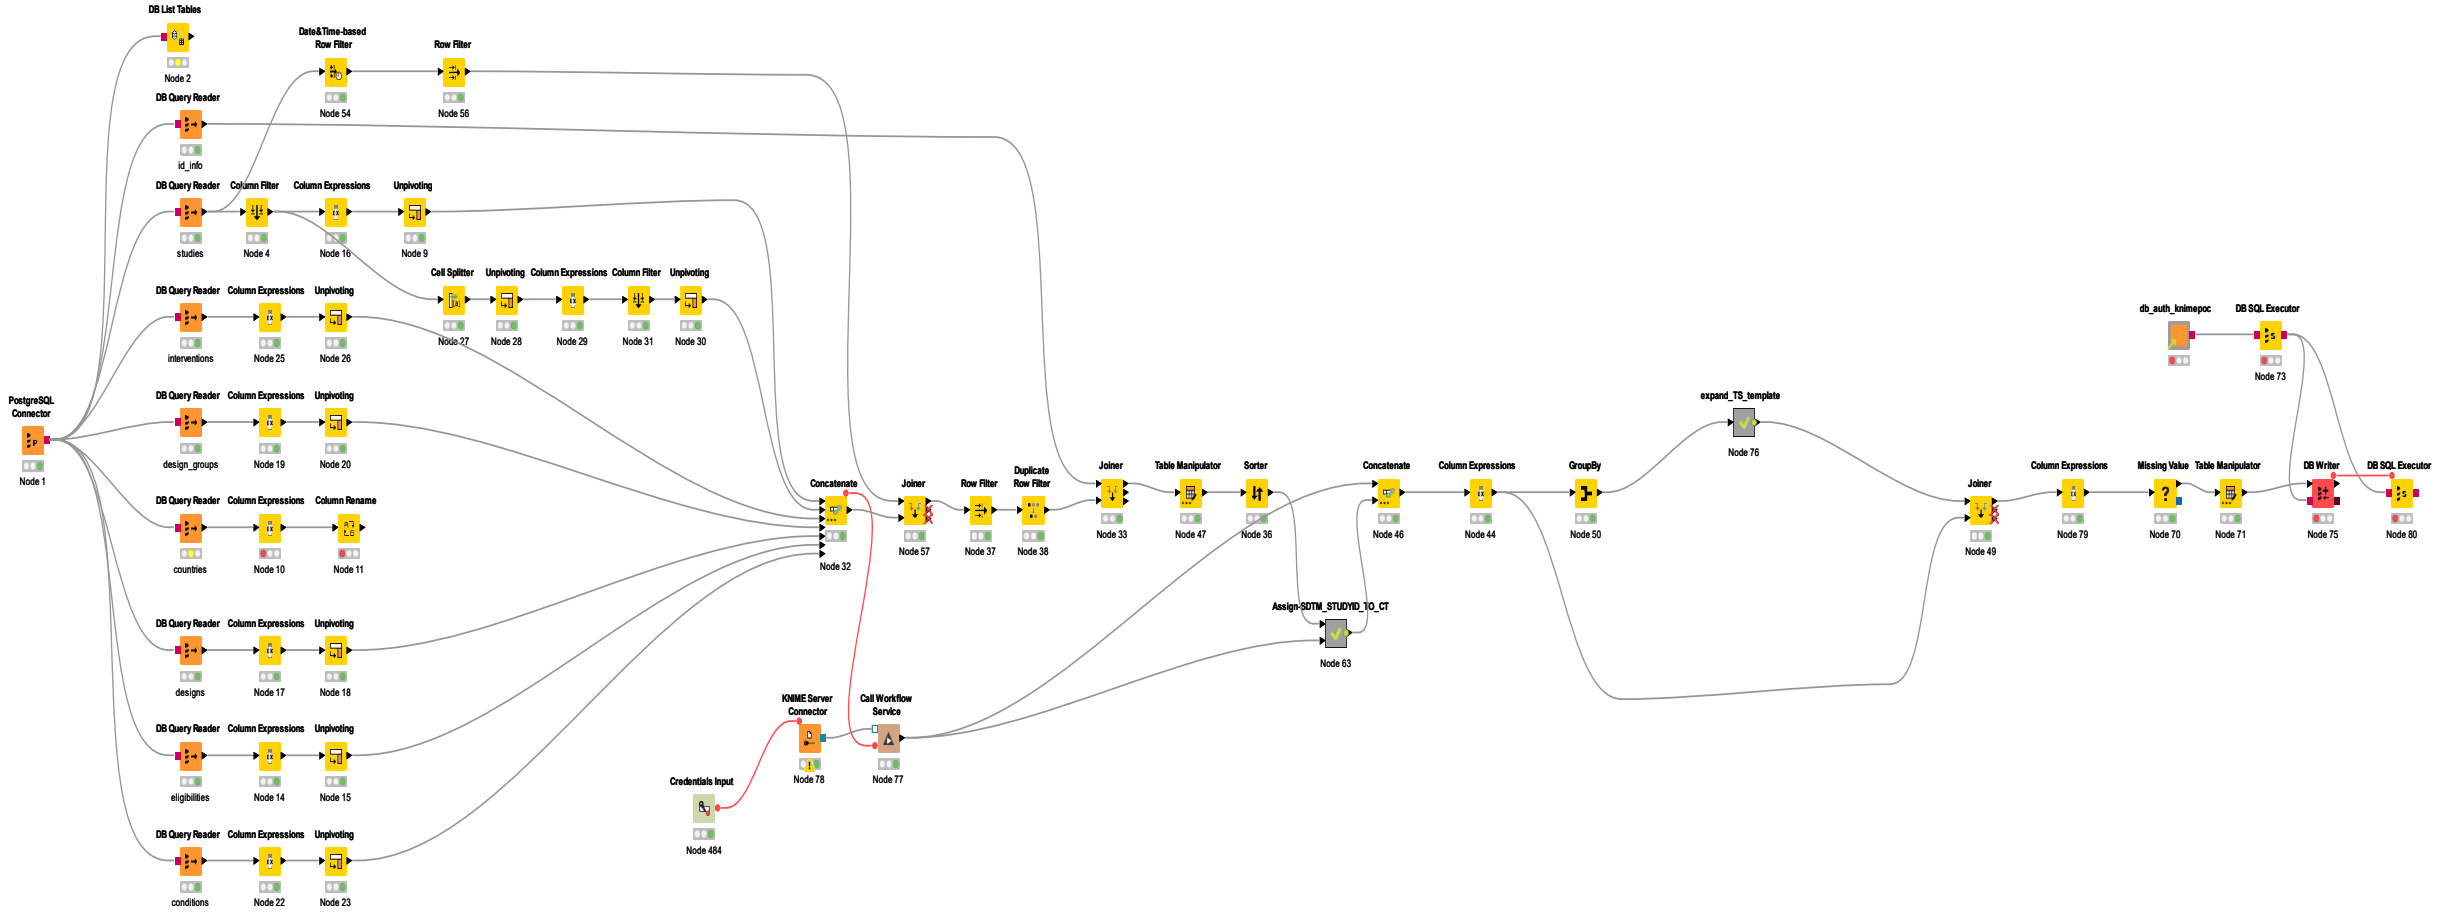 DB List Tables
Node 2
Date&Time-based
Row Filter
Node 54
Row Filter
Node 56
DB Query Reader
id_info
DB Query Reader
studies
Column Filter
Node 4
Column Expressions
Node 16
Unpivoting
Node 9
Cell Splitter
Node 27
Unpivoting
Node 28
Column Expressions
Node 29
Column Filter
Node 31
Unpivoting
Node 30
DB Query Reader
interventions
Column Expressions
Node 25
Unpivoting
Node 26
PostgreSQL
Connector
Node 1
DB Query Reader
design_groups
Column Expressions
Node 19
Unpivoting
Node 20
DB Query Reader
countries
Column Expressions
Node 10
Column Rename
Node 11
DB Query Reader
designs
Column Expressions
Node 17
Unpivoting
Node 18
DB Query Reader
eligibilities
Column Expressions
Node 14
Unpivoting
Node 15
DB Query Reader
conditions
Column Expressions
Node 22
Unpivoting
Node 23
Concatenate
Node 32
Joiner
Node 57
Row Filter
Node 37
Duplicate
Row Filter
Node 38
Joiner
Node 33
Table Manipulator
Node 47
Sorter
Node 36
Credentials Input
Node 484
KNIME Server
Connector
Node 78
Call Workflow
Service
Node 77
Assign-SDTM_STUDYID_TO_CT
Node 63
Concatenate
Node 46
Column Expressions
Node 44
GroupBy
Node 50
expand_TS_template
Node 76
Joiner
Node 49
Column Expressions
Node 79
Missing Value
Node 70
Table Manipulator
Node 71
db_auth_knimepoc
DB SQL Executor
Node 73
DB Writer
Node 75
DB SQL Executor
Node 80